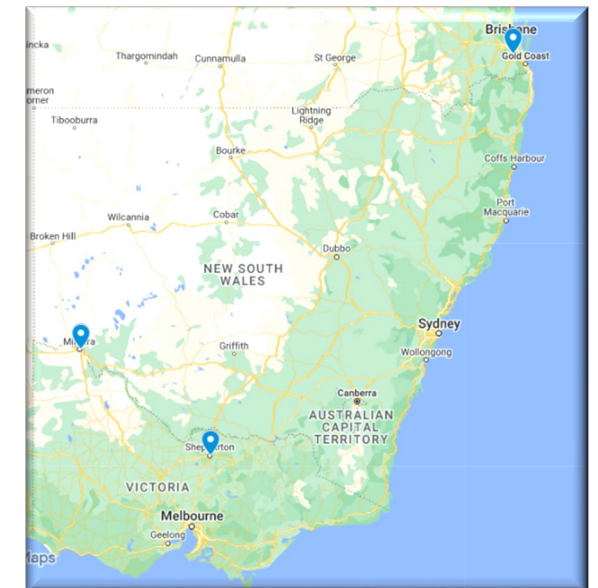 Brisbane
Gold Coast
Thargomindah
Cunnamulla
St George
Tibooburra
Lightning
Ridge
Bourke
Coffs Harbour
Port
Macquarie
Wilcannia
Cobar
Broken Hill
Dubbo
NEW SOUTH
WALES
Sydney
Griffith
Wollongong
Canberra
AUSTRALIAN
CAPITAL
TERRITORY
VICTORIA
Melbourne
Geelong